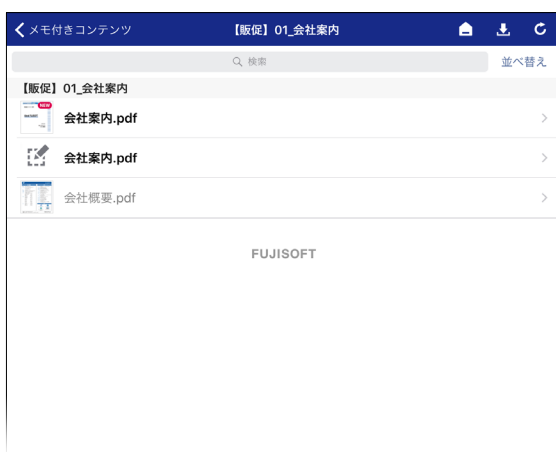 メモ付きコンテンツ
【販促】01_会社案内
検索
並べ替え
【販促】01_会社案内
NEW
会社案内.pdf
会社案内.pdf
会社概要.pdf
FUJISOFT